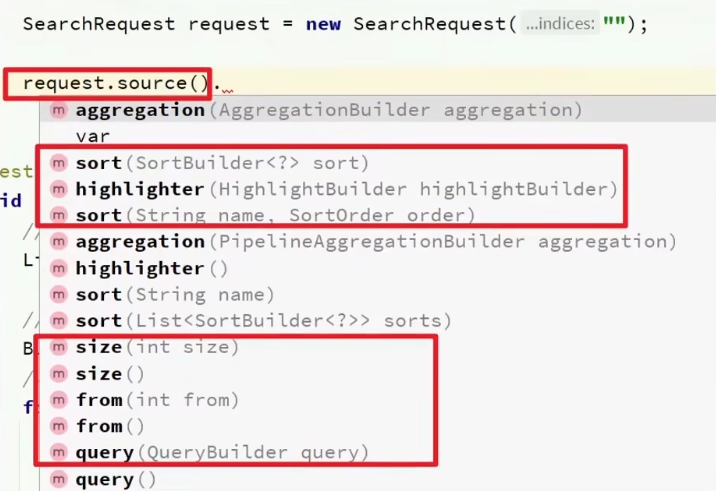 SearchRequest request = new SearchRequest( ...indices: "");
request.source().
m aggregation(AggregationBuilder aggregation)
var
m sort(SortBuilder<?> sort)
est
m highlighter(HighlightBuilder highlightBuilder)
id
m sort(String name, SortOrder order)
//
m aggregation(PipelineAggregationBuilder aggregation)
m highlighter()
m sort(String name)
//
m sort(List<SortBuilder<?>> sorts)
m size(int size)
m size()
m from(int from)
m from()
m query(QueryBuilder query)
m query()